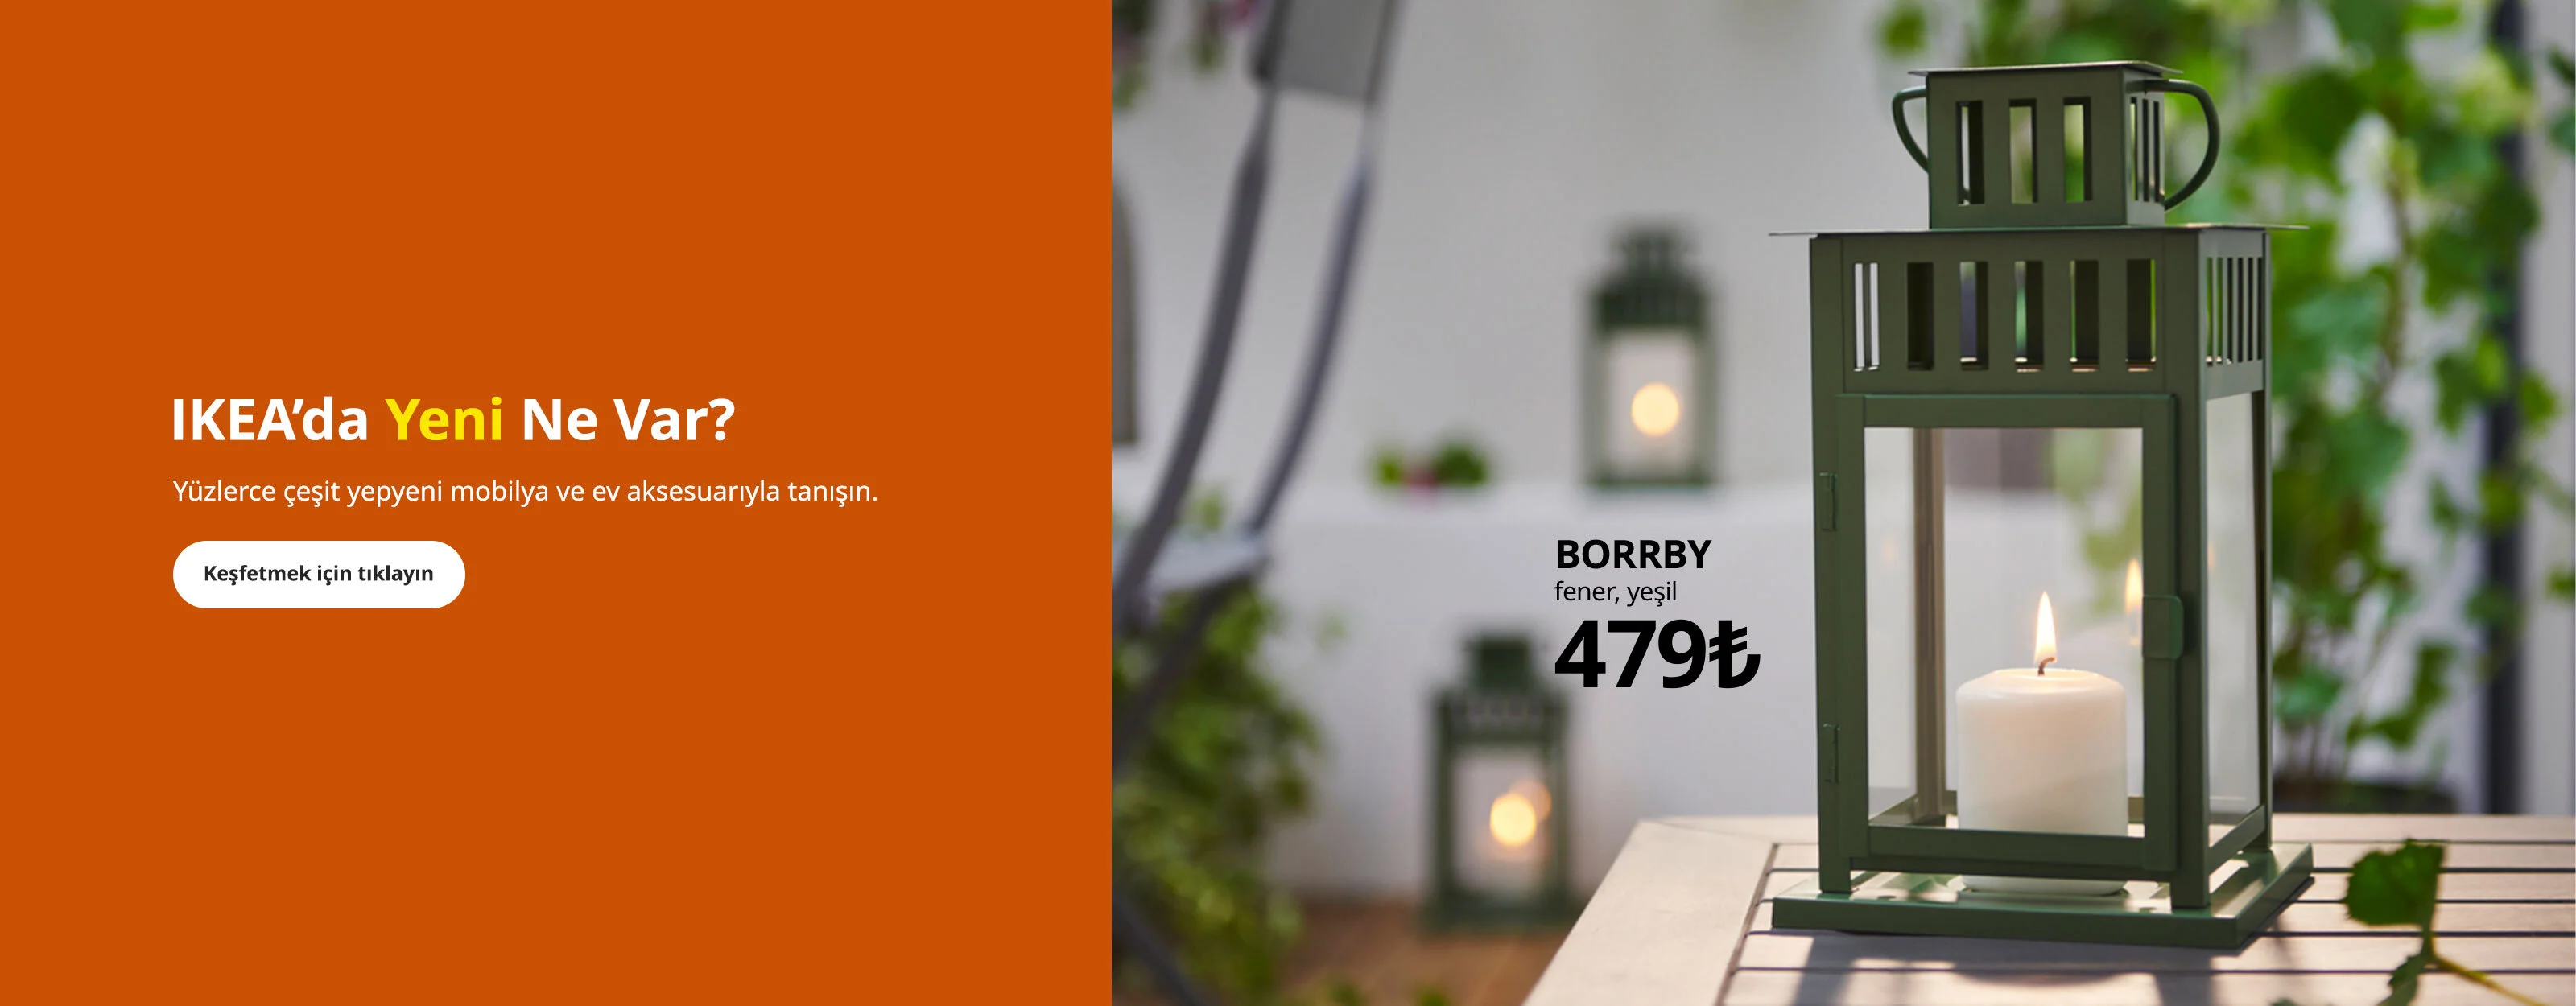 IKEA’da Yeni Ne Var?
Yüzlerce çeşit yepyeni mobilya ve ev aksesuarıyla tanışın.
Keşfetmek için tıklayın
BORRBY
fener, yeşil
479₺